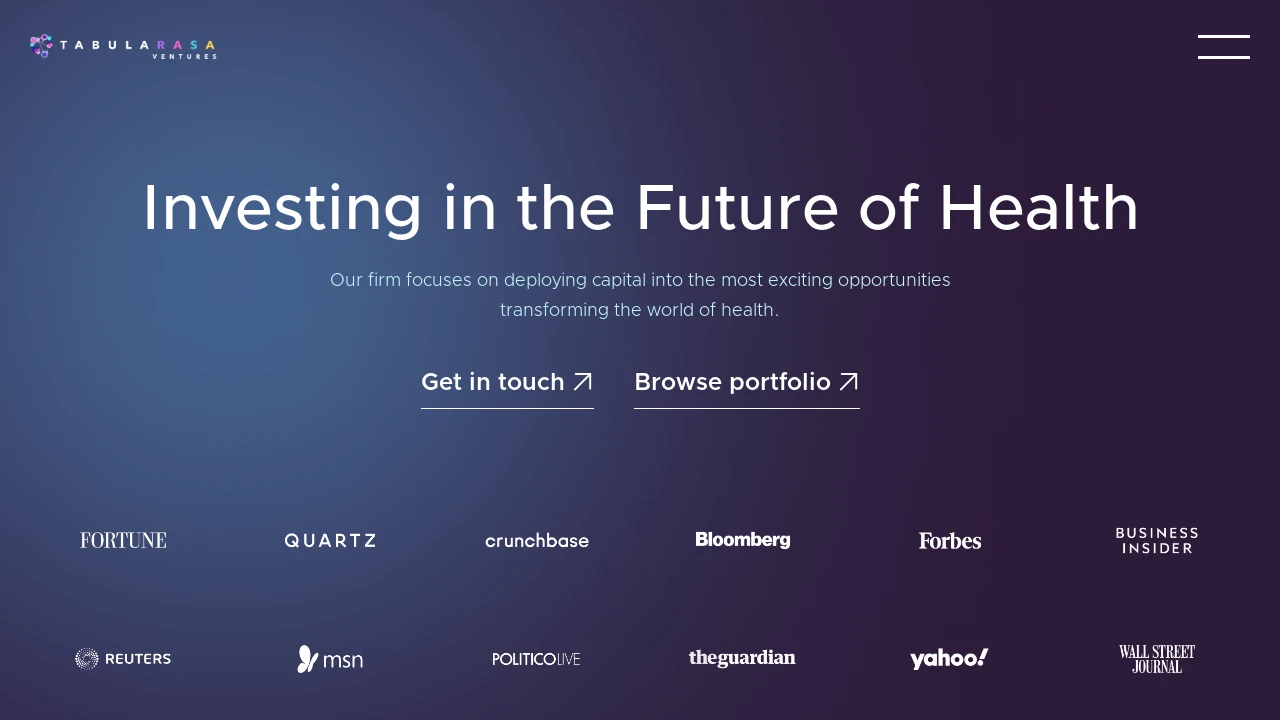 TABULARASA
VENTURES
Investing in the Future of Health
Our firm focuses on deploying capital into the most exciting opportunities
transforming the world of health.
Get in touch
Browse portfolio
FORTUNE
QUARTZ
crunchbase
Bloomberg
Forbes
BUSINESS
INSIDER
REUTERS
msn
POLITICOLIVE
theguardian
yahoo!
WALL STREET
JOURNAL